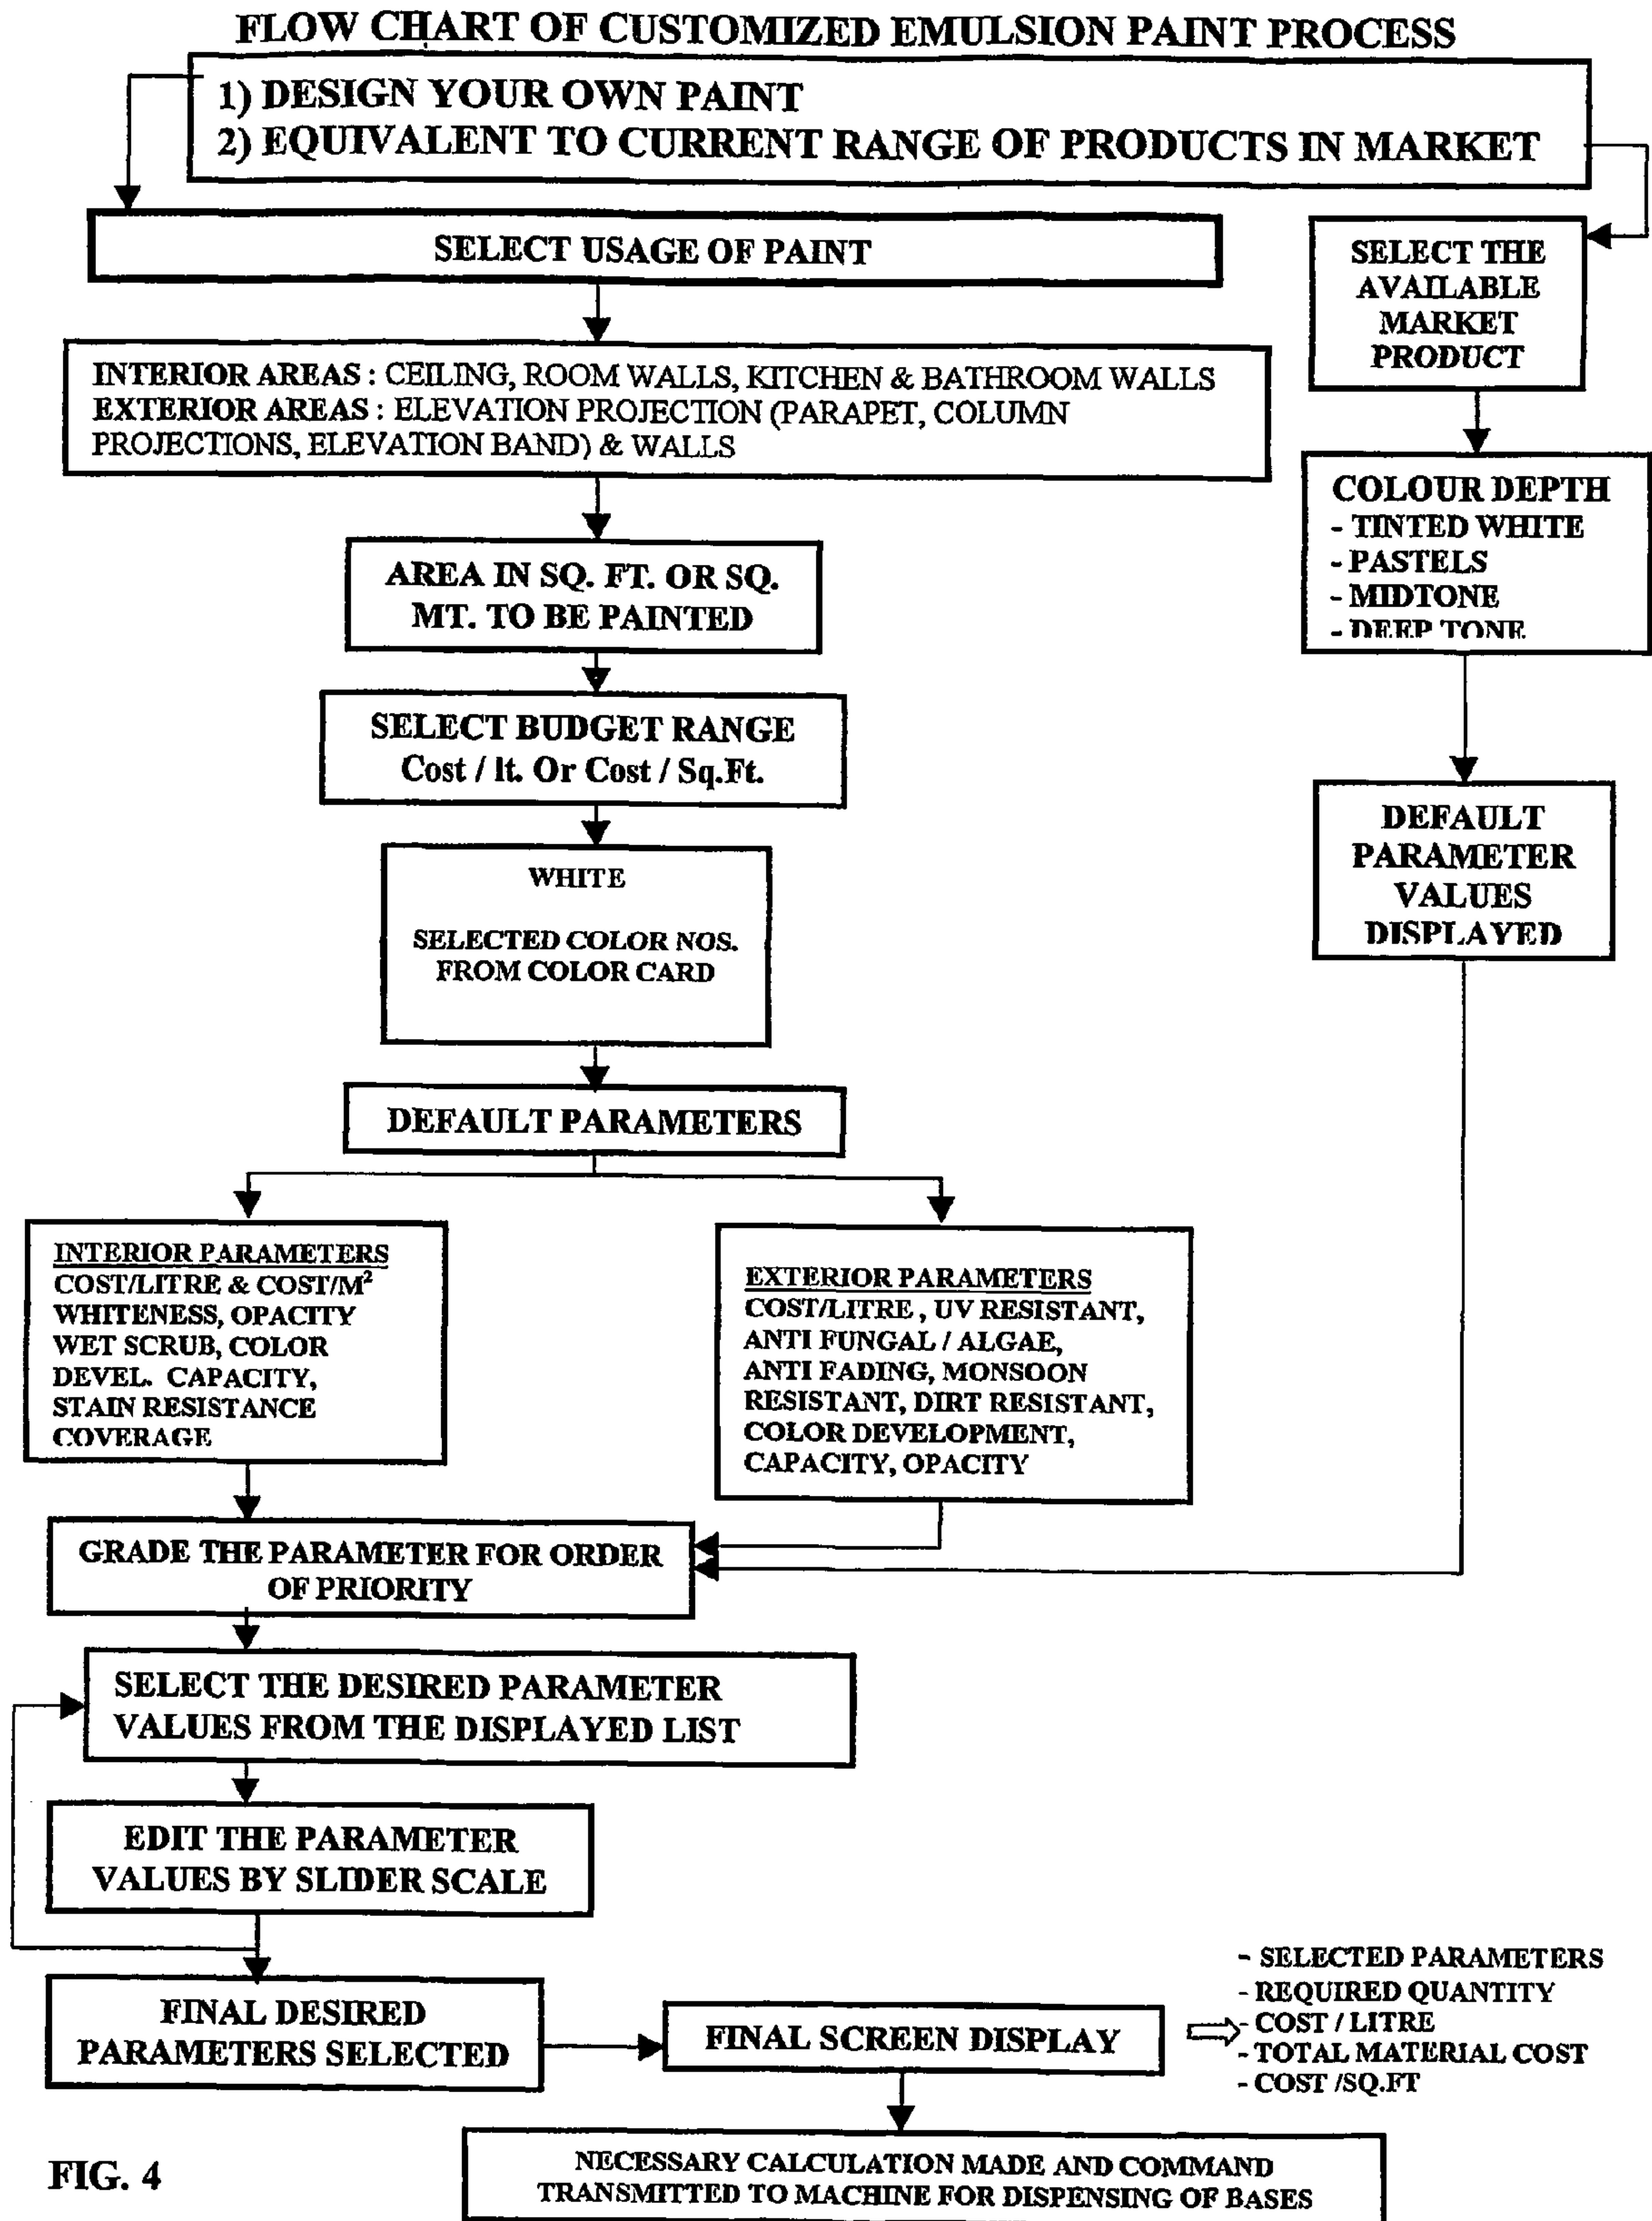 FLOW CHART OF CUSTOMIZED EMULSION PAINT PROCESS
1) DESIGN YOUR OWN PAINT
2) EQUIVALENT TO CURRENT RANGE OF PRODUCTS IN MARKET
SELECT USAGE OF PAINT
SELECT THE
AVAILABLE
MARKET
PRODUCT
INTERIOR AREAS : CEILING, ROOM WALLS, KITCHEN & BATHROOM WALLS
EXTERIOR AREAS : ELEVATION PROJECTION (PARAPET, COLUMN
PROJECTIONS, ELEVATION BAND) & WALLS
COLOUR DEPTH
- TINTED WHITE
- PASTELS
- MIDTONE
- DEEP TONE
AREA IN SQ. FT. OR SQ.
MT. TO BE PAINTED
SELECT BUDGET RANGE
Cost / lt. Or Cost / Sq.Ft.
DEFAULT
PARAMETER
VALUES
DISPLAYED
WHITE
SELECTED COLOR NOS.
FROM COLOR CARD
DEFAULT PARAMETERS
INTERIOR PARAMETERS
COST/LITRE & COST/M²
WHITENESS, OPACITY
WET SCRUB, COLOR
DEVEL. CAPACITY,
STAIN RESISTANCE
COVERAGE
EXTERIOR PARAMETERS
COST/LITRE , UV RESISTANT,
ANTI FUNGAL / ALGAE,
ANTI FADING, MONSOON
RESISTANT, DIRT RESISTANT,
COLOR DEVELOPMENT,
CAPACITY, OPACITY
GRADE THE PARAMETER FOR ORDER
OF PRIORITY
SELECT THE DESIRED PARAMETER
VALUES FROM THE DISPLAYED LIST
EDIT THE PARAMETER
VALUES BY SLIDER SCALE
FINAL DESIRED
PARAMETERS SELECTED
FINAL SCREEN DISPLAY
- SELECTED PARAMETERS
- REQUIRED QUANTITY
- COST / LITRE
- TOTAL MATERIAL COST
- COST /SQ.FT
NECESSARY CALCULATION MADE AND COMMAND
TRANSMITTED TO MACHINE FOR DISPENSING OF BASES
FIG. 4